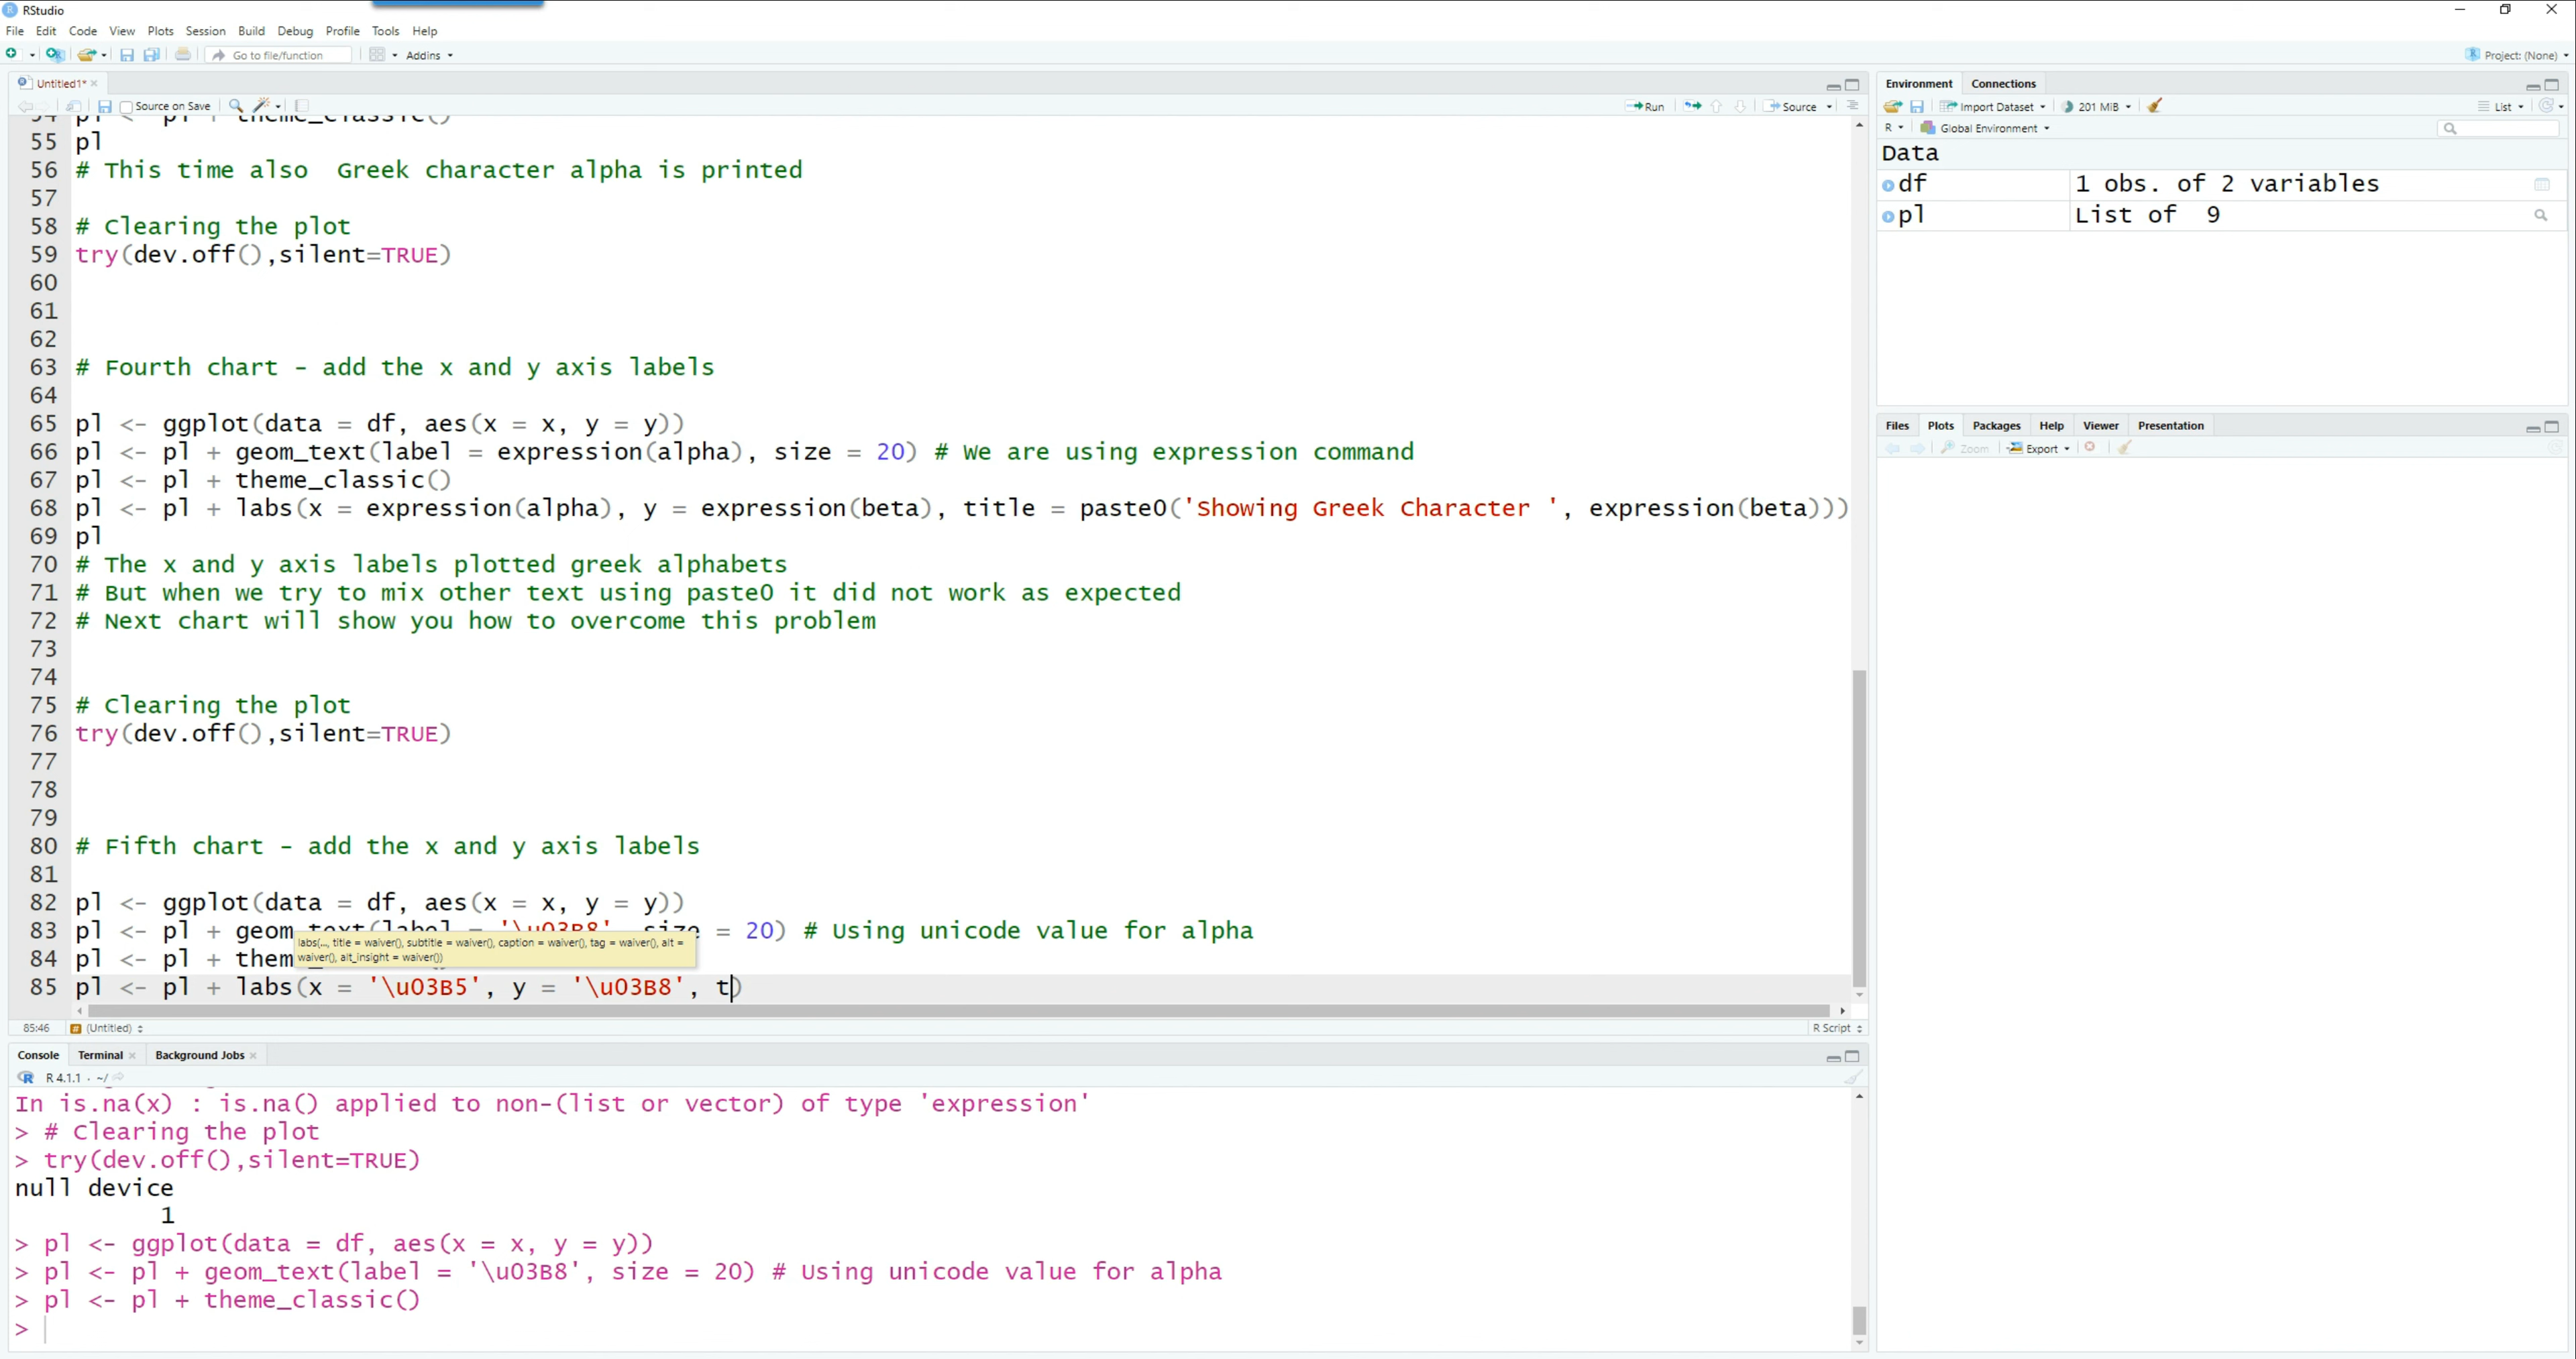 RStudio
File Edit Code View Plots Session Build Debug Profile Tools Help
Go to file/function Addins Project: (None)
Untitled1*
Source on Save Run Source
55 pl
56 # This time also  Greek character alpha is printed
57
58 # Clearing the plot
59 try(dev.off(),silent=TRUE)
60
61
62
63 # Fourth chart - add the x and y axis labels
64
65 pl <- ggplot(data = df, aes(x = x, y = y))
66 pl <- pl + geom_text(label = expression(alpha), size = 20) # We are using expression command
67 pl <- pl + theme_classic()
68 pl <- pl + labs(x = expression(alpha), y = expression(beta), title = paste0('Showing Greek Character ', expression(beta)))
69 pl
70 # The x and y axis labels plotted greek alphabets
71 # But when we try to mix other text using paste0 it did not work as expected
72 # Next chart will show you how to overcome this problem
73
74
75 # Clearing the plot
76 try(dev.off(),silent=TRUE)
77
78
79
80 # Fifth chart - add the x and y axis labels
81
82 pl <- ggplot(data = df, aes(x = x, y = y))
83 pl <- pl + geom_text(label = '\u03B8', size = 20) # Using unicode value for alpha
labs(..., title = waiver(), subtitle = waiver(), caption = waiver(), tag = waiver(), alt =
waiver(), alt_insight = waiver())
84 pl <- pl + them
85 pl <- pl + labs(x = '\u03B5', y = '\u03B8', t)
85:46 (Untitled) R Script
Console Terminal Background Jobs
R 4.1.1 · ~/
In is.na(x) : is.na() applied to non-(list or vector) of type 'expression'
> # Clearing the plot
> try(dev.off(),silent=TRUE)
null device
1
> pl <- ggplot(data = df, aes(x = x, y = y))
> pl <- pl + geom_text(label = '\u03B8', size = 20) # Using unicode value for alpha
> pl <- pl + theme_classic()
>
Environment Connections
Import Dataset 201 MiB List
R Global Environment
Data
df 1 obs. of 2 variables
pl List of  9
Files Plots Packages Help Viewer Presentation
Zoom Export